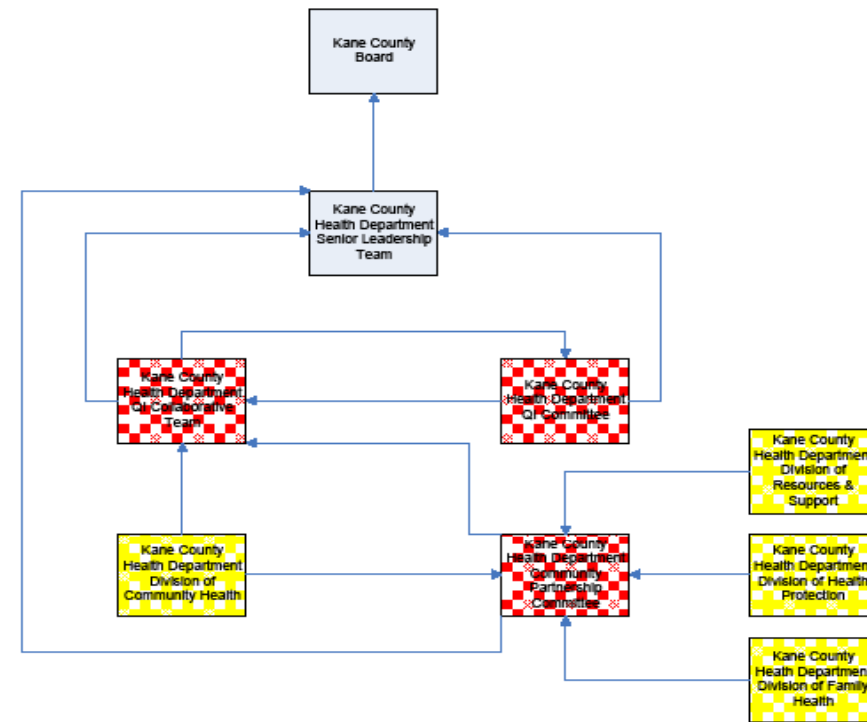 Kane County
Board
Kane County
Health Department
Senior Leadership
Team
Kane County
Health Department
QI Collaborative
Team
Kane County
Health Department
QI Committee
Kane County
Health Departmen
Division of
Resources &
Support
Kane County
Health Department
Division of
Community Health
Kane County
Health Department
Community
Partnership
Committee
Kane County
Health Departmen
Division of Health
Protection
Kane County
Heath Departmen
Division of Family
Health